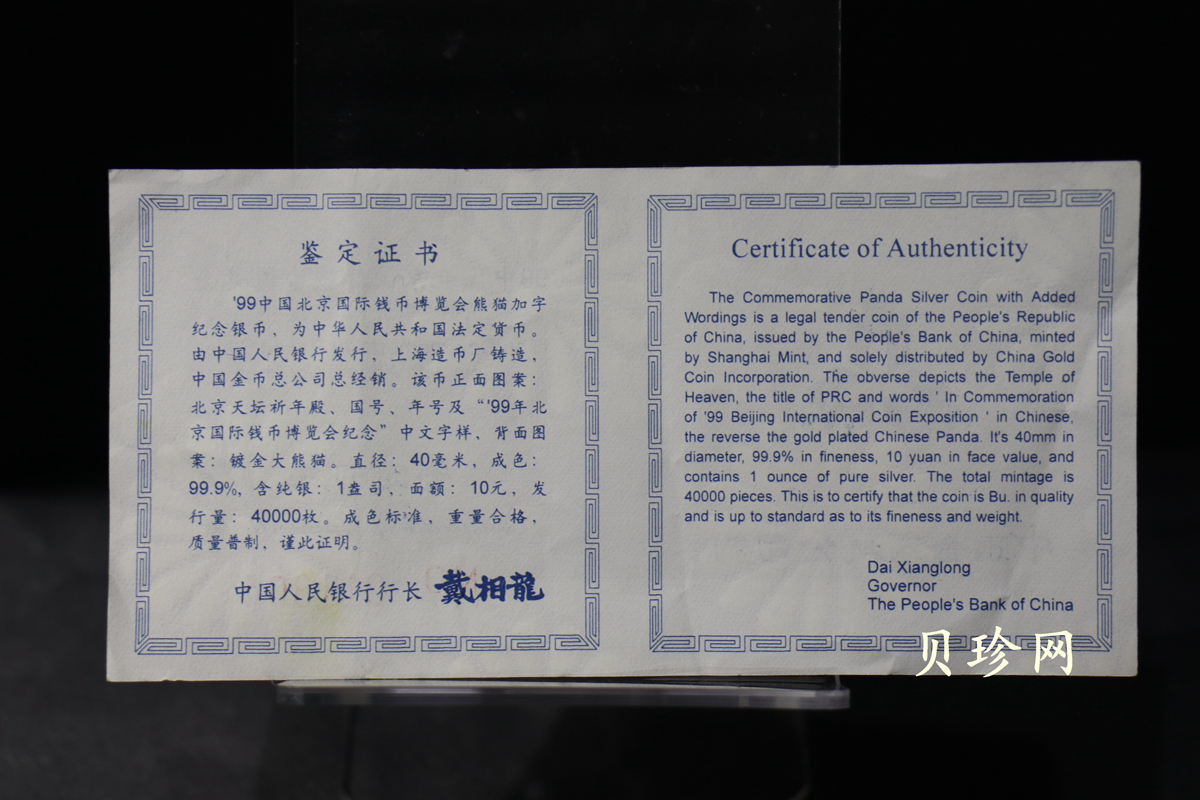 鉴定证书
'99中国北京国际钱币博览会熊猫加字
纪念银币，为中华人民共和国法定货币。
由中国人民银行发行，上海造币厂铸造，
中国金币总公司总经销。该币正面图案：
北京天坛祈年殿、国号、年号及“'99年北
京国际钱币博览会纪念”中文字样，背面图
案：镀金大熊猫。直径：40毫米，成色：
99.9%，含纯银：1盎司，面额：10元，发
行量：40000枚。成色标准，重量合格，
质量普制，谨此证明。
中国人民银行行长 戴相龍
Certificate of Authenticity
The Commemorative Panda Silver Coin with Added
Wordings is a legal tender coin of the People's Republic
of China, issued by the People's Bank of China, minted
by Shanghai Mint, and solely distributed by China Gold
Coin Incorporation. The obverse depicts the Temple of
Heaven, the title of PRC and words ' In Commemoration
of '99 Beijing International Coin Exposition ' in Chinese,
the reverse the gold plated Chinese Panda. It's 40mm in
diameter, 99.9% in fineness, 10 yuan in face value, and
contains 1 ounce of pure silver. The total mintage is
40000 pieces. This is to certify that the coin is Bu. in quality
and is up to standard as to its fineness and weight.
Dai Xianglong
Governor
The People's Bank of China
贝珍网